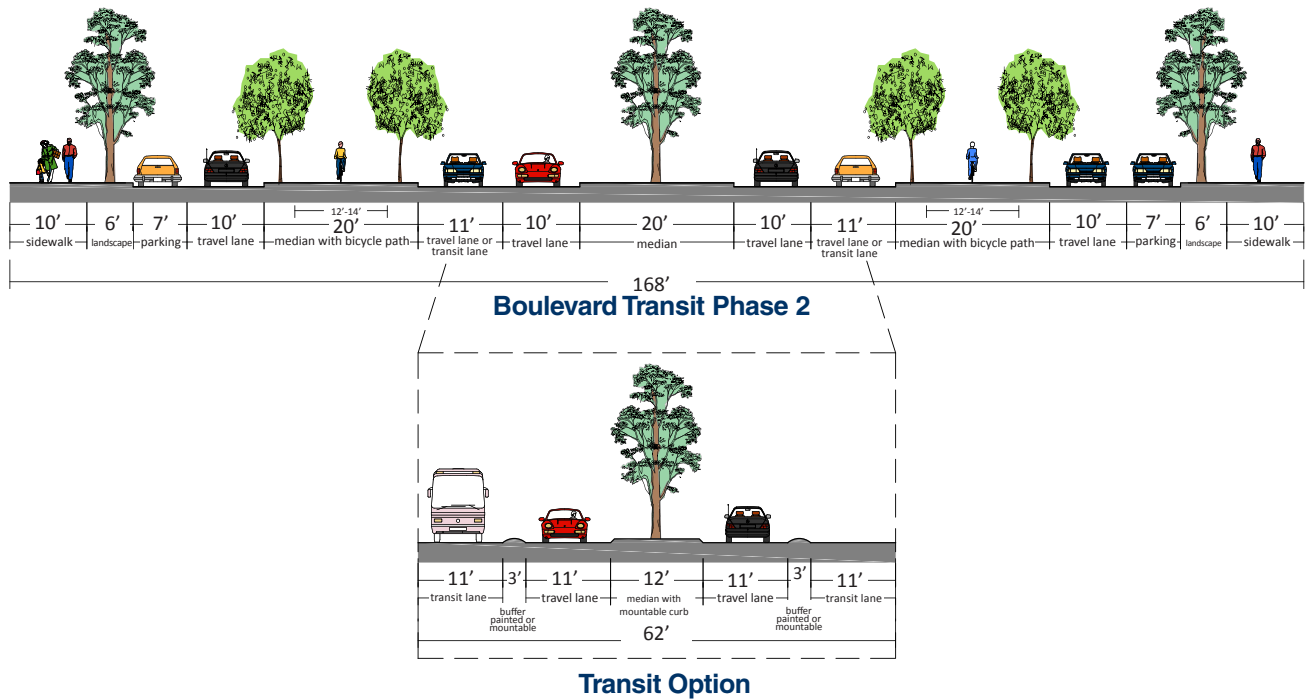 12’-14’
12’-14’
10’ 6’ 7’ 10’ 20’ 11’ 10’ 20’ 10’ 11’ 20’ 10’ 7’ 6’ 10’
sidewalk landscape parking travel lane median with bicycle path travel lane or travel lane median travel lane travel lane or median with bicycle path travel lane parking landscape sidewalk
transit lane transit lane
168’
Boulevard Transit Phase 2
11’ 3’ 11’ 12’ 11’ 3’ 11’
transit lane travel lane median with travel lane transit lane
mountable curb
buffer buffer
painted or painted or
mountable mountable
62’
Transit Option